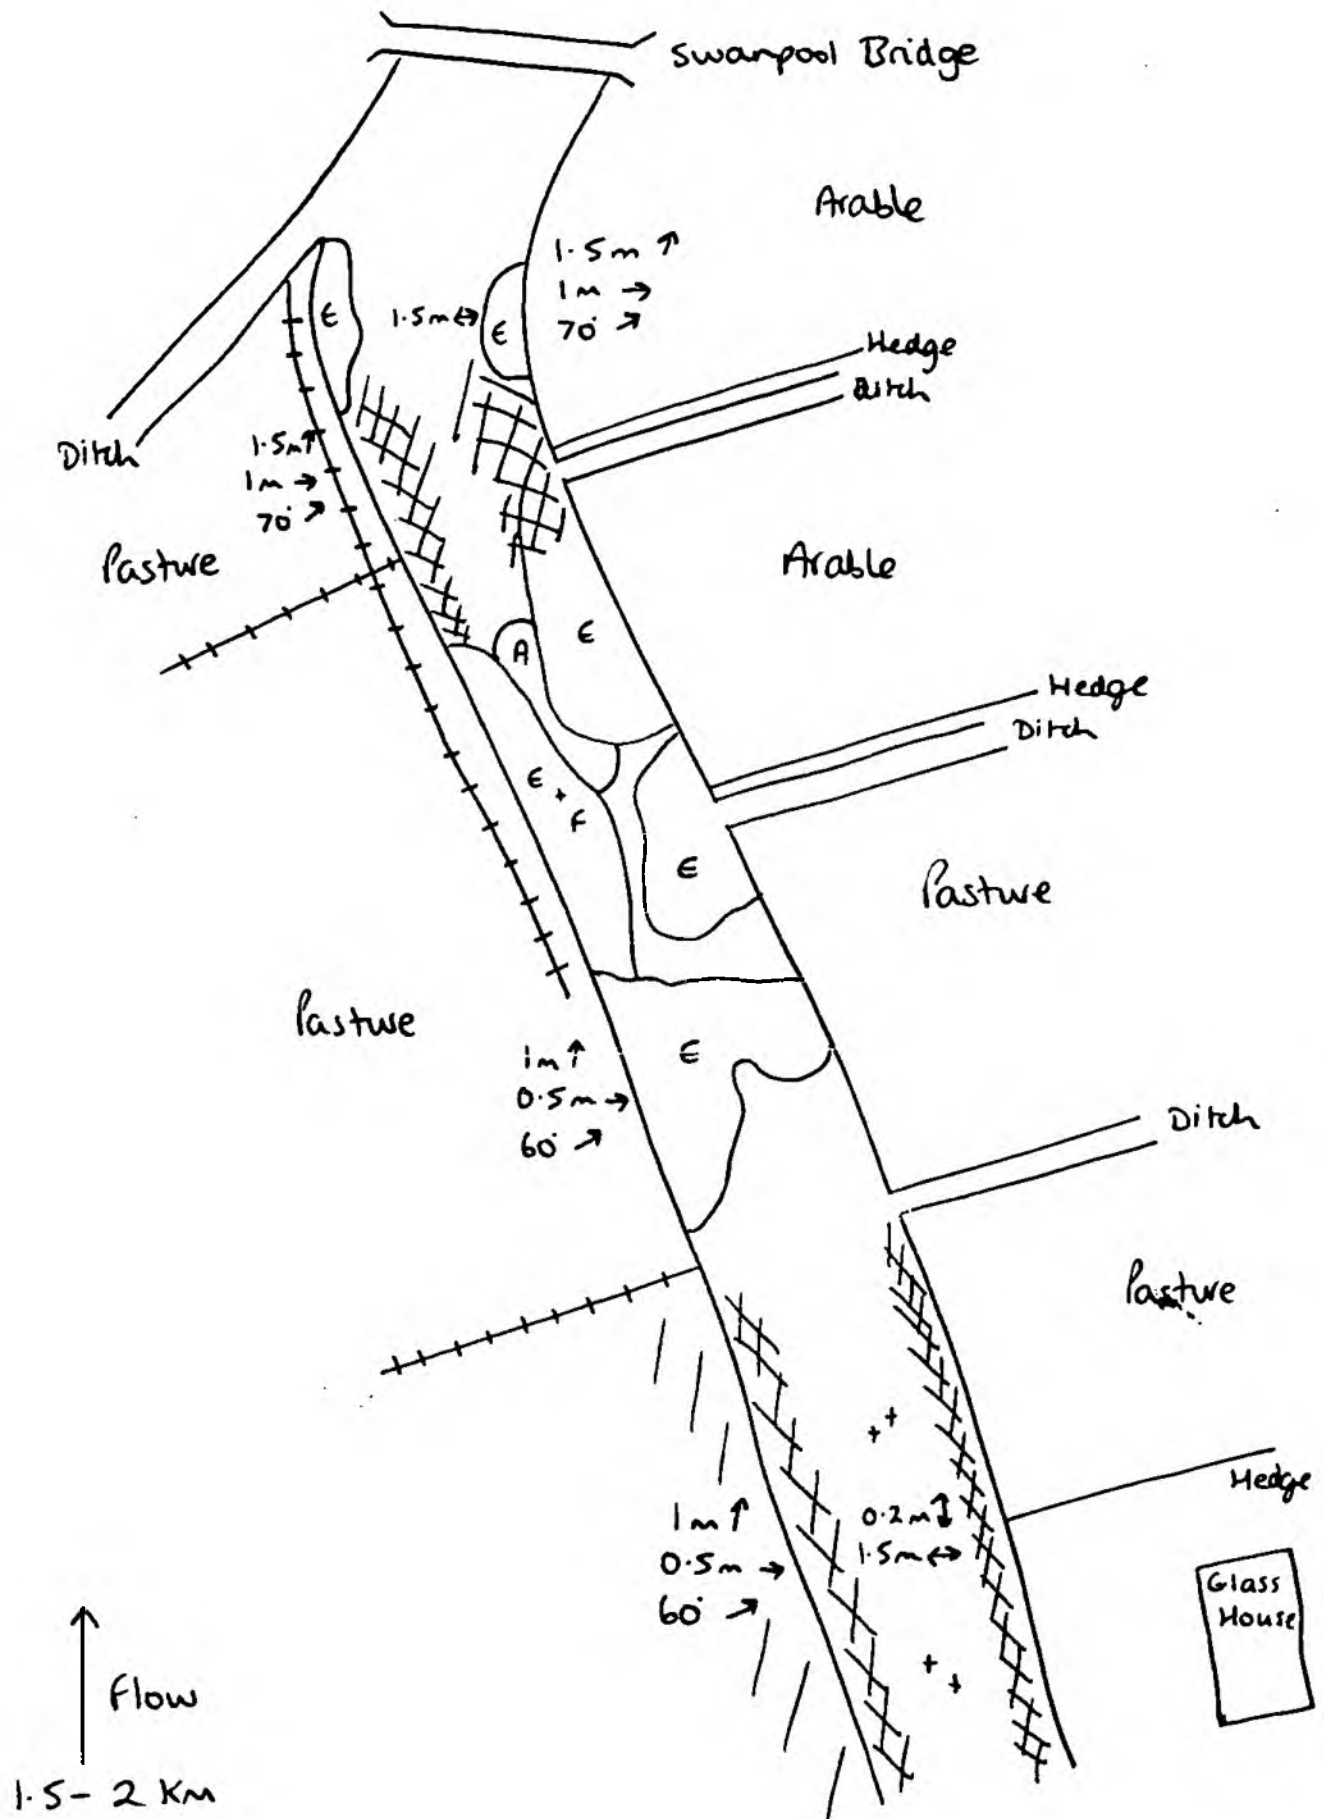 Swanpool Bridge
Arable
1.5m ↑
1m →
70° ↗
1.5m ↔
E
E
Hedge
Ditch
Ditch
1.5m ↑
1m →
70° ↗
Pasture
Arable
E
A
Hedge
Ditch
E
+
F
E
Pasture
Pasture
E
1m ↑
0.5m →
60° ↗
Ditch
Pasture
+ +
Hedge
1m ↑
0.5m →
60° ↗
0.2m ↕
1.5m ↔
Glass
House
+ +
Flow
1.5 - 2 Km